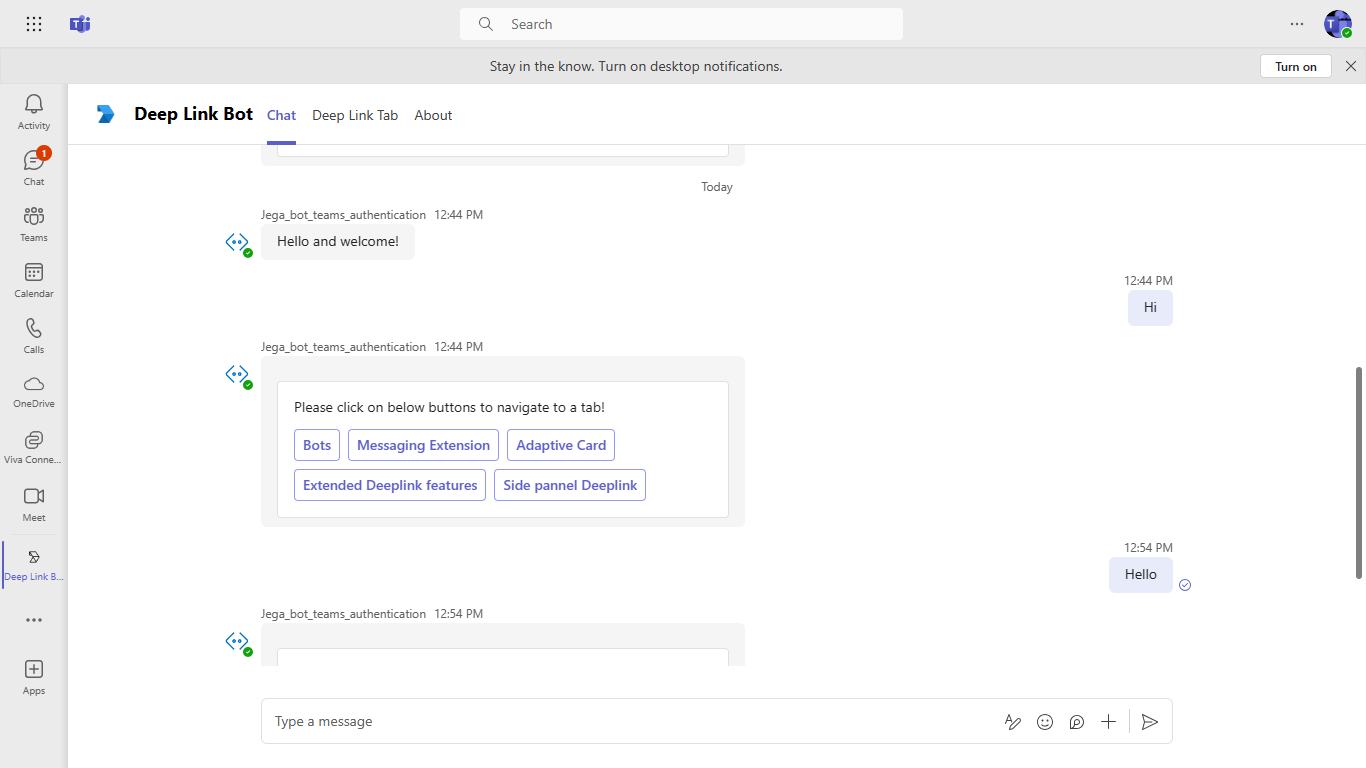 Search
Stay in the know. Turn on desktop notifications.
Turn on
Activity
1
Chat
Teams
Calendar
Calls
OneDrive
Viva Conne...
Meet
Deep Link B...
Apps
Deep Link Bot
Chat
Deep Link Tab
About
Today
Jega_bot_teams_authentication 12:44 PM
Hello and welcome!
12:44 PM
Hi
Jega_bot_teams_authentication 12:44 PM
Please click on below buttons to navigate to a tab!
Bots
Messaging Extension
Adaptive Card
Extended Deeplink features
Side pannel Deeplink
12:54 PM
Hello
Jega_bot_teams_authentication 12:54 PM
Type a message